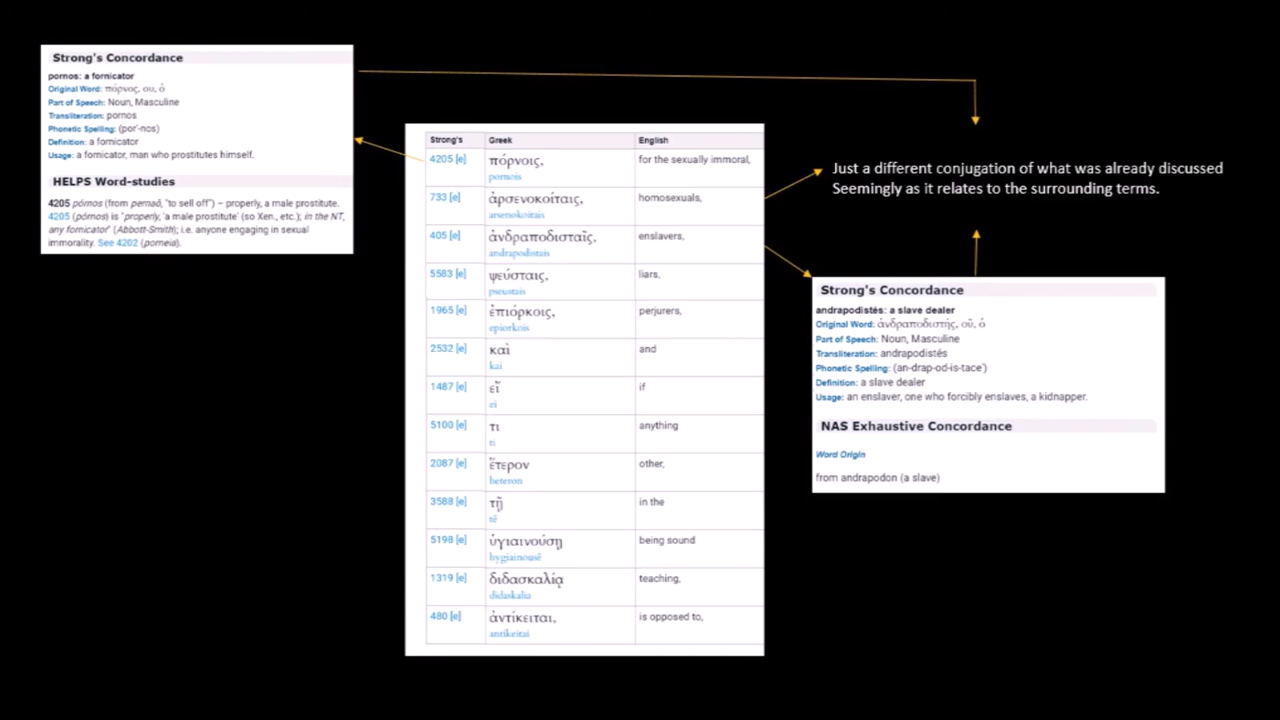 Strong's Concordance
pornos: a fornicator
Original Word: πόρνος, ου, ὁ
Part of Speech: Noun, Masculine
Transliteration: pornos
Phonetic Spelling: (por'-nos)
Definition: a fornicator
Usage: a fornicator, man who prostitutes himself.
HELPS Word-studies
4205 pórnos (from pernaō, "to sell off") – properly, a male prostitute.
4205 (pórnos) is "properly, 'a male prostitute' (so Xen., etc.); in the NT,
any fornicator" (Abbott-Smith); i.e. anyone engaging in sexual
immorality. See 4202 (porneia).
Strong's Greek English
4205 [e] πόρνοις, for the sexually immoral,
pornois
733 [e] ἀρσενοκοίταις, homosexuals,
arsenokoitais
405 [e] ἀνδραποδισταῖς, enslavers,
andrapodistais
5583 [e] ψεύσταις, liars,
pseustais
1965 [e] ἐπιόρκοις, perjurers,
epiorkois
2532 [e] καὶ and
kai
1487 [e] εἴ if
ei
5100 [e] τι anything
ti
2087 [e] ἕτερον other,
heteron
3588 [e] τῇ in the
tē
5198 [e] ὑγιαινούσῃ being sound
hygiainousē
1319 [e] διδασκαλίᾳ teaching,
didaskalia
480 [e] ἀντίκειται, is opposed to,
antikeitai
Just a different conjugation of what was already discussed
Seemingly as it relates to the surrounding terms.
Strong's Concordance
andrapodistés: a slave dealer
Original Word: ἀνδραποδιστής, οῦ, ὁ
Part of Speech: Noun, Masculine
Transliteration: andrapodistés
Phonetic Spelling: (an-drap-od-is-tace')
Definition: a slave dealer
Usage: an enslaver, one who forcibly enslaves, a kidnapper.
NAS Exhaustive Concordance
Word Origin
from andrapodon (a slave)